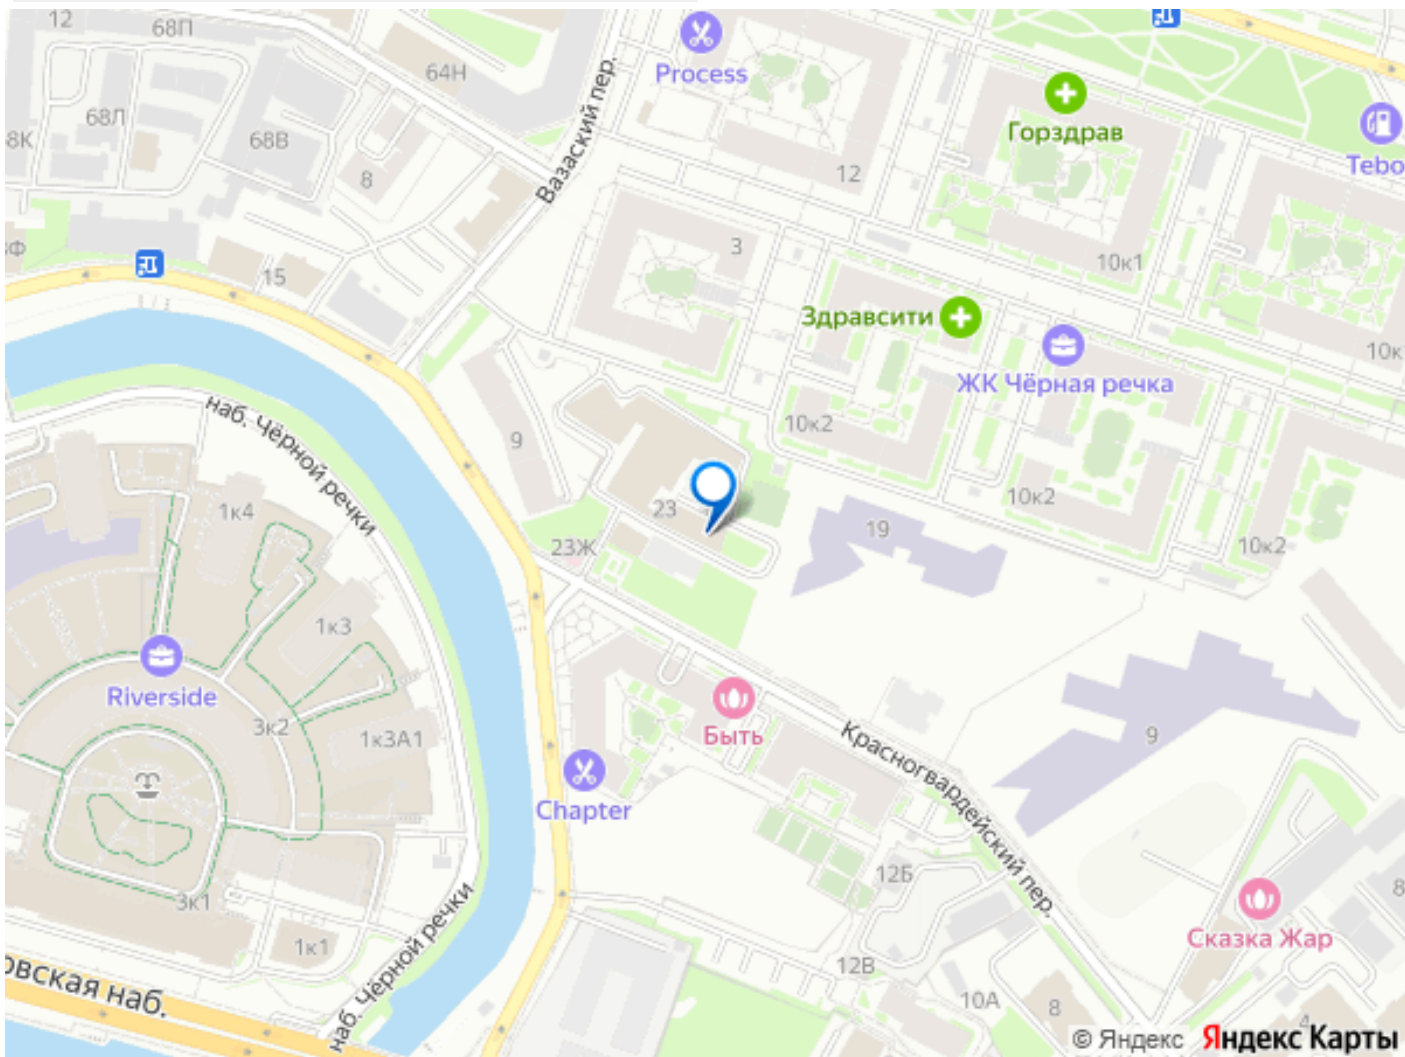 12
68П
64Н
68Л
8К
68В
8
Вазаский пер.
Process
12
Горздрав
Tebo
3Ф
15
3
10к1
Здравсити
ЖК Чёрная речка
10к
наб. Чёрной речки
9
10к2
10к2
1к4
23
19
10к2
23Ж
1к3
Riverside
3к2
1к3А1
Быть
Красногвардейский пер.
9
Chapter
3к1
12Б
8
1к1
наб. Чёрной речки
Сказка Жар
12В
10А
8
4
овская наб.
© Яндекс Яндекс Карты